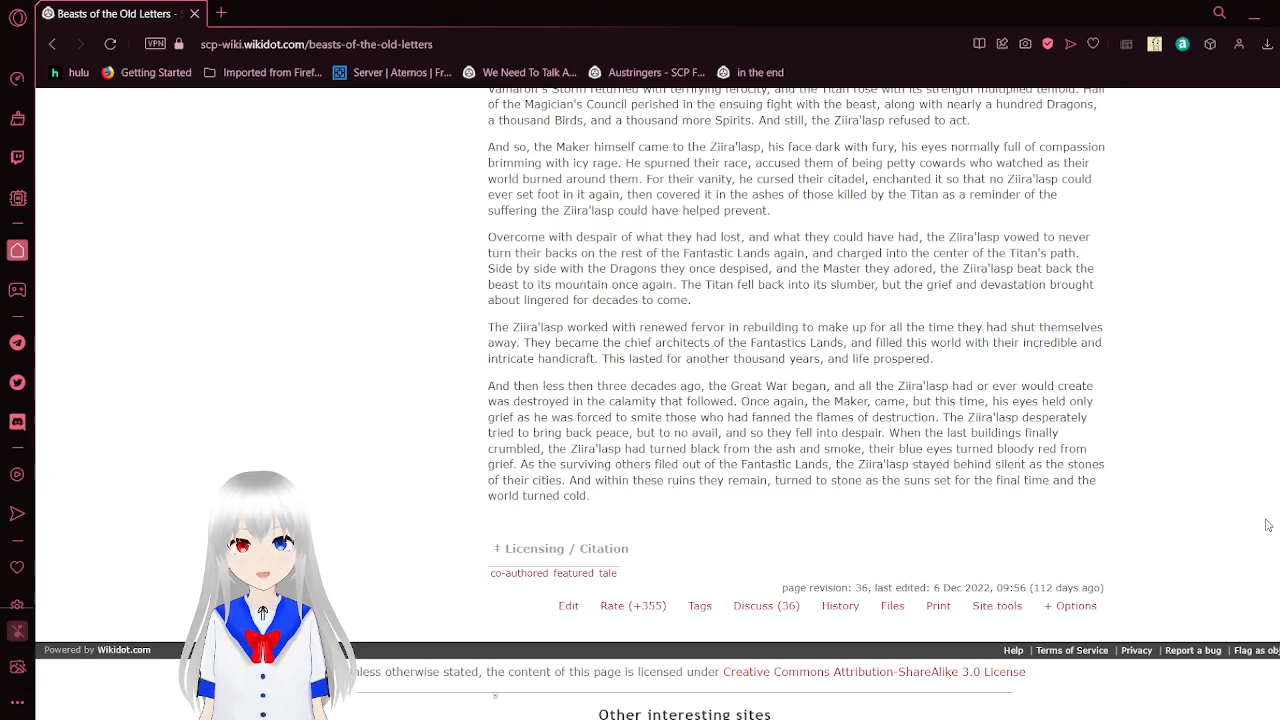 Beasts of the Old Letters -
scp-wiki.wikidot.com/beasts-of-the-old-letters
VPN
hulu
Getting Started
Imported from Firef...
Server | Aternos | Fr...
We Need To Talk A...
Austringers - SCP F...
in the end
Vamaron's Storm returned with terrifying ferocity, and the Titan rose with its strength multiplied tenfold. Half
of the Magician's Council perished in the ensuing fight with the beast, along with nearly a hundred Dragons,
a thousand Birds, and a thousand more Spirits. And still, the Ziira'lasp refused to act.
And so, the Maker himself came to the Ziira'lasp, his face dark with fury, his eyes normally full of compassion
brimming with icy rage. He spurned their race, accused them of being petty cowards who watched as their
world burned around them. For their vanity, he cursed their citadel, enchanted it so that no Ziira'lasp could
ever set foot in it again, then covered it in the ashes of those killed by the Titan as a reminder of the
suffering the Ziira'lasp could have helped prevent.
Overcome with despair of what they had lost, and what they could have had, the Ziira'lasp vowed to never
turn their backs on the rest of the Fantastic Lands again, and charged into the center of the Titan's path.
Side by side with the Dragons they once despised, and the Master they adored, the Ziira'lasp beat back the
beast to its mountain once again. The Titan fell back into its slumber, but the grief and devastation brought
about lingered for decades to come.
The Ziira'lasp worked with renewed fervor in rebuilding to make up for all the time they had shut themselves
away. They became the chief architects of the Fantastics Lands, and filled this world with their incredible and
intricate handicraft. This lasted for another thousand years, and life prospered.
And then less then three decades ago, the Great War began, and all the Ziira'lasp had or ever would create
was destroyed in the calamity that followed. Once again, the Maker, came, but this time, his eyes held only
grief as he was forced to smite those who had fanned the flames of destruction. The Ziira'lasp desperately
tried to bring back peace, but to no avail, and so they fell into despair. When the last buildings finally
crumbled, the Ziira'lasp had turned black from the ash and smoke, their blue eyes turned bloody red from
grief. As the surviving others filed out of the Fantastic Lands, the Ziira'lasp stayed behind silent as the stones
of their cities. And within these ruins they remain, turned to stone as the suns set for the final time and the
world turned cold.
‡ Licensing / Citation
co-authored featured tale
page revision: 36, last edited: 6 Dec 2022, 09:56 (112 days ago)
Edit Rate (+355) Tags Discuss (36) History Files Print Site tools + Options
Powered by Wikidot.com
Help | Terms of Service | Privacy | Report a bug | Flag as obj
nless otherwise stated, the content of this page is licensed under Creative Commons Attribution-ShareAlike 3.0 License
Other interesting sites